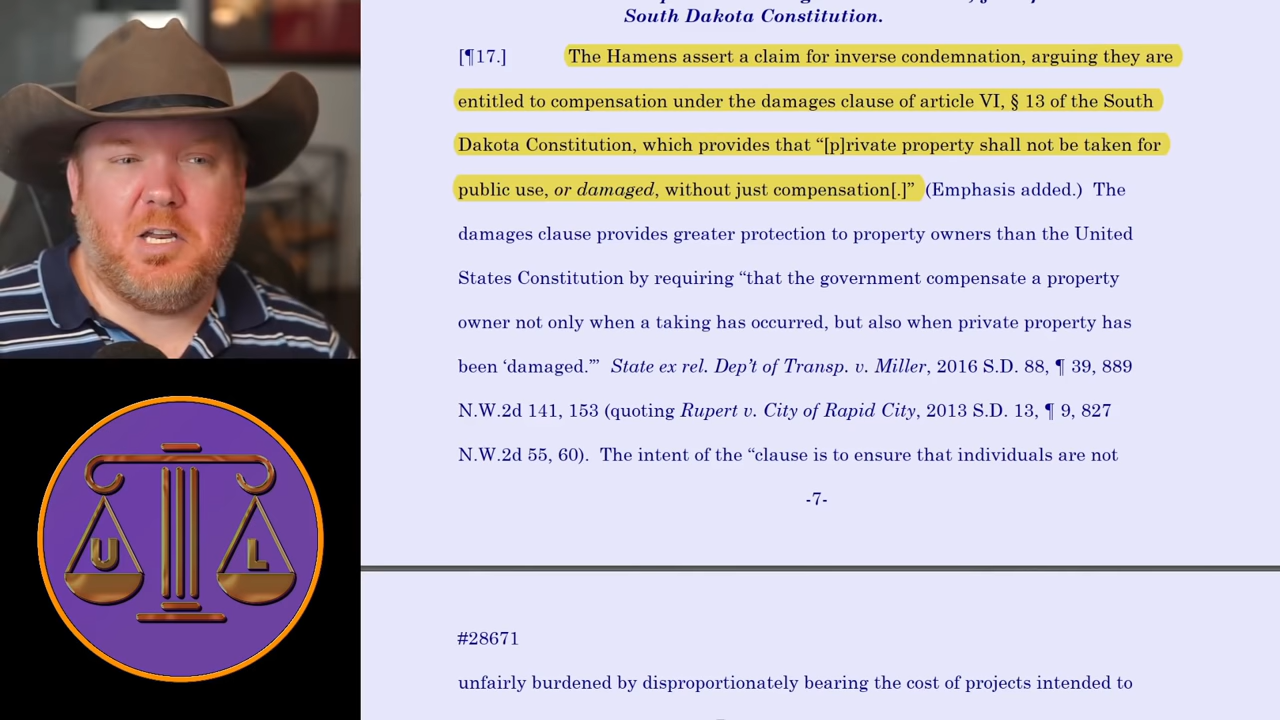 South Dakota Constitution.
[¶17.] The Hamens assert a claim for inverse condemnation, arguing they are
entitled to compensation under the damages clause of article VI, § 13 of the South
Dakota Constitution, which provides that “[p]rivate property shall not be taken for
public use, or damaged, without just compensation[.]” (Emphasis added.) The
damages clause provides greater protection to property owners than the United
States Constitution by requiring “that the government compensate a property
owner not only when a taking has occurred, but also when private property has
been ‘damaged.’” State ex rel. Dep’t of Transp. v. Miller, 2016 S.D. 88, ¶ 39, 889
N.W.2d 141, 153 (quoting Rupert v. City of Rapid City, 2013 S.D. 13, ¶ 9, 827
N.W.2d 55, 60). The intent of the “clause is to ensure that individuals are not
-7-
#28671
unfairly burdened by disproportionately bearing the cost of projects intended to
U L